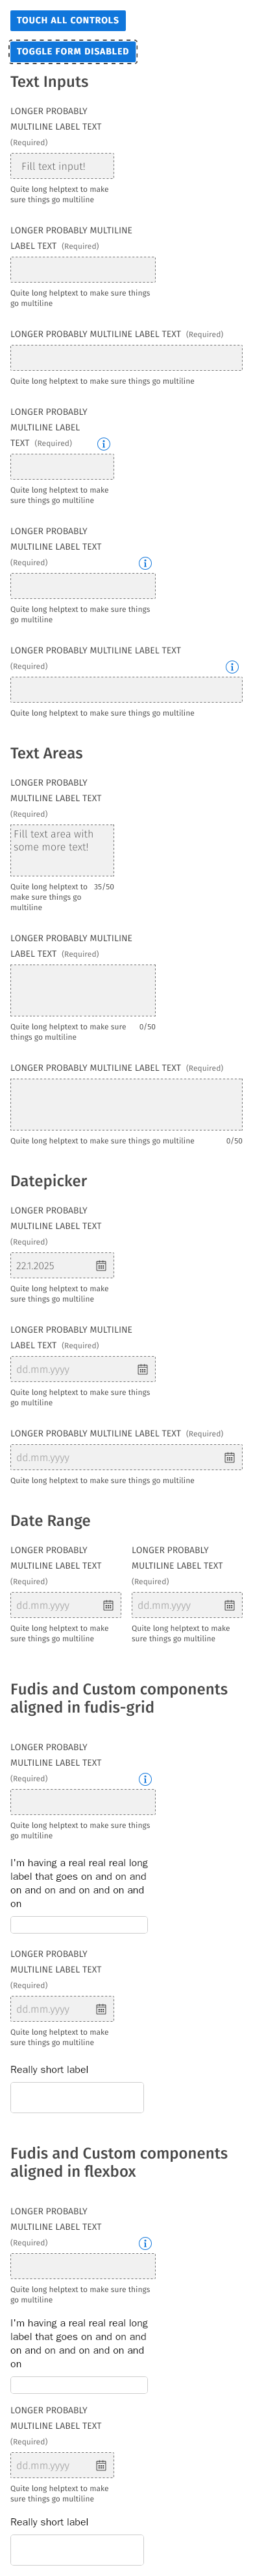 TOUCH ALL CONTROLS
TOGGLE FORM DISABLED
Text Inputs
LONGER PROBABLY
MULTILINE LABEL TEXT
(Required)
Fill text input!
Quite long helptext to make
sure things go multiline
LONGER PROBABLY MULTILINE
LABEL TEXT (Required)
Quite long helptext to make sure things
go multiline
LONGER PROBABLY MULTILINE LABEL TEXT (Required)
Quite long helptext to make sure things go multiline
LONGER PROBABLY
MULTILINE LABEL
TEXT (Required)
Quite long helptext to make
sure things go multiline
LONGER PROBABLY
MULTILINE LABEL TEXT
(Required)
Quite long helptext to make sure things
go multiline
LONGER PROBABLY MULTILINE LABEL TEXT
(Required)
Quite long helptext to make sure things go multiline
Text Areas
LONGER PROBABLY
MULTILINE LABEL TEXT
(Required)
Fill text area with
some more text!
Quite long helptext to 35/50
make sure things go
multiline
LONGER PROBABLY MULTILINE
LABEL TEXT (Required)
Quite long helptext to make sure 0/50
things go multiline
LONGER PROBABLY MULTILINE LABEL TEXT (Required)
Quite long helptext to make sure things go multiline 0/50
Datepicker
LONGER PROBABLY
MULTILINE LABEL TEXT
(Required)
22.1.2025
Quite long helptext to make
sure things go multiline
LONGER PROBABLY MULTILINE
LABEL TEXT (Required)
dd.mm.yyyy
Quite long helptext to make sure things
go multiline
LONGER PROBABLY MULTILINE LABEL TEXT (Required)
dd.mm.yyyy
Quite long helptext to make sure things go multiline
Date Range
LONGER PROBABLY LONGER PROBABLY
MULTILINE LABEL TEXT MULTILINE LABEL TEXT
(Required) (Required)
dd.mm.yyyy dd.mm.yyyy
Quite long helptext to make Quite long helptext to make
sure things go multiline sure things go multiline
Fudis and Custom components
aligned in fudis-grid
LONGER PROBABLY
MULTILINE LABEL TEXT
(Required)
Quite long helptext to make sure things
go multiline
I'm having a real real real long
label that goes on and on and
on and on and on and on and
on
LONGER PROBABLY
MULTILINE LABEL TEXT
(Required)
dd.mm.yyyy
Quite long helptext to make
sure things go multiline
Really short label
Fudis and Custom components
aligned in flexbox
LONGER PROBABLY
MULTILINE LABEL TEXT
(Required)
Quite long helptext to make sure things
go multiline
I'm having a real real real long
label that goes on and on and
on and on and on and on and
on
LONGER PROBABLY
MULTILINE LABEL TEXT
(Required)
dd.mm.yyyy
Quite long helptext to make
sure things go multiline
Really short label